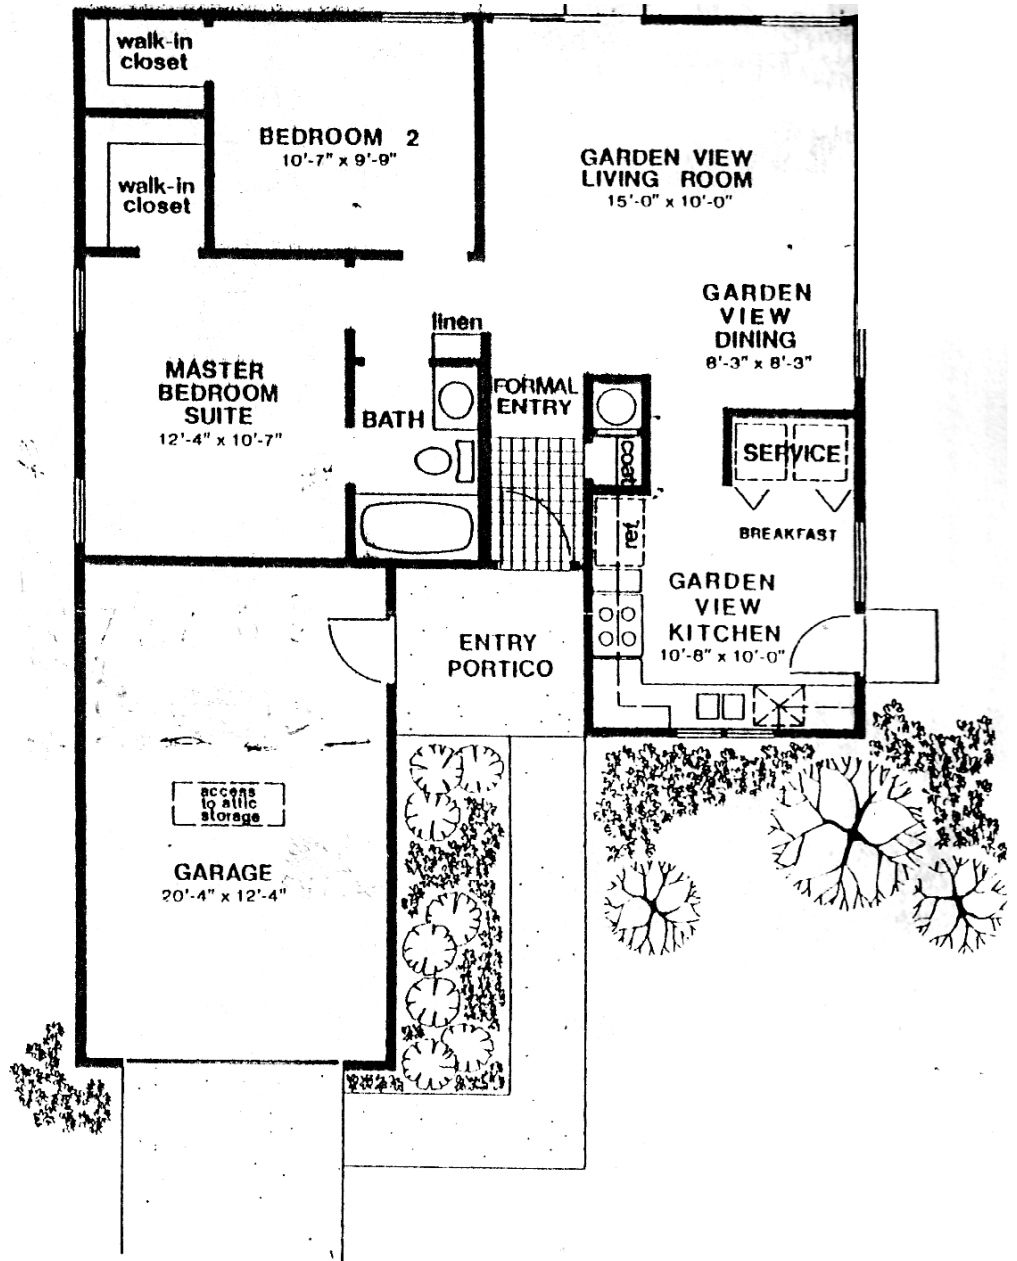 walk-in
closet
BEDROOM 2
10'-7" x 9'-9"
walk-in
closet
GARDEN VIEW
LIVING ROOM
15'-0" x 10'-0"
GARDEN
VIEW
DINING
8'-3" x 8'-3"
linen
MASTER
BEDROOM
SUITE
12'-4" x 10'-7"
BATH
FORMAL
ENTRY
coat
SERVICE
BREAKFAST
ref.
GARDEN
VIEW
KITCHEN
10'-8" x 10'-0"
ENTRY
PORTICO
access
to attic
storage
GARAGE
20'-4" x 12'-4"